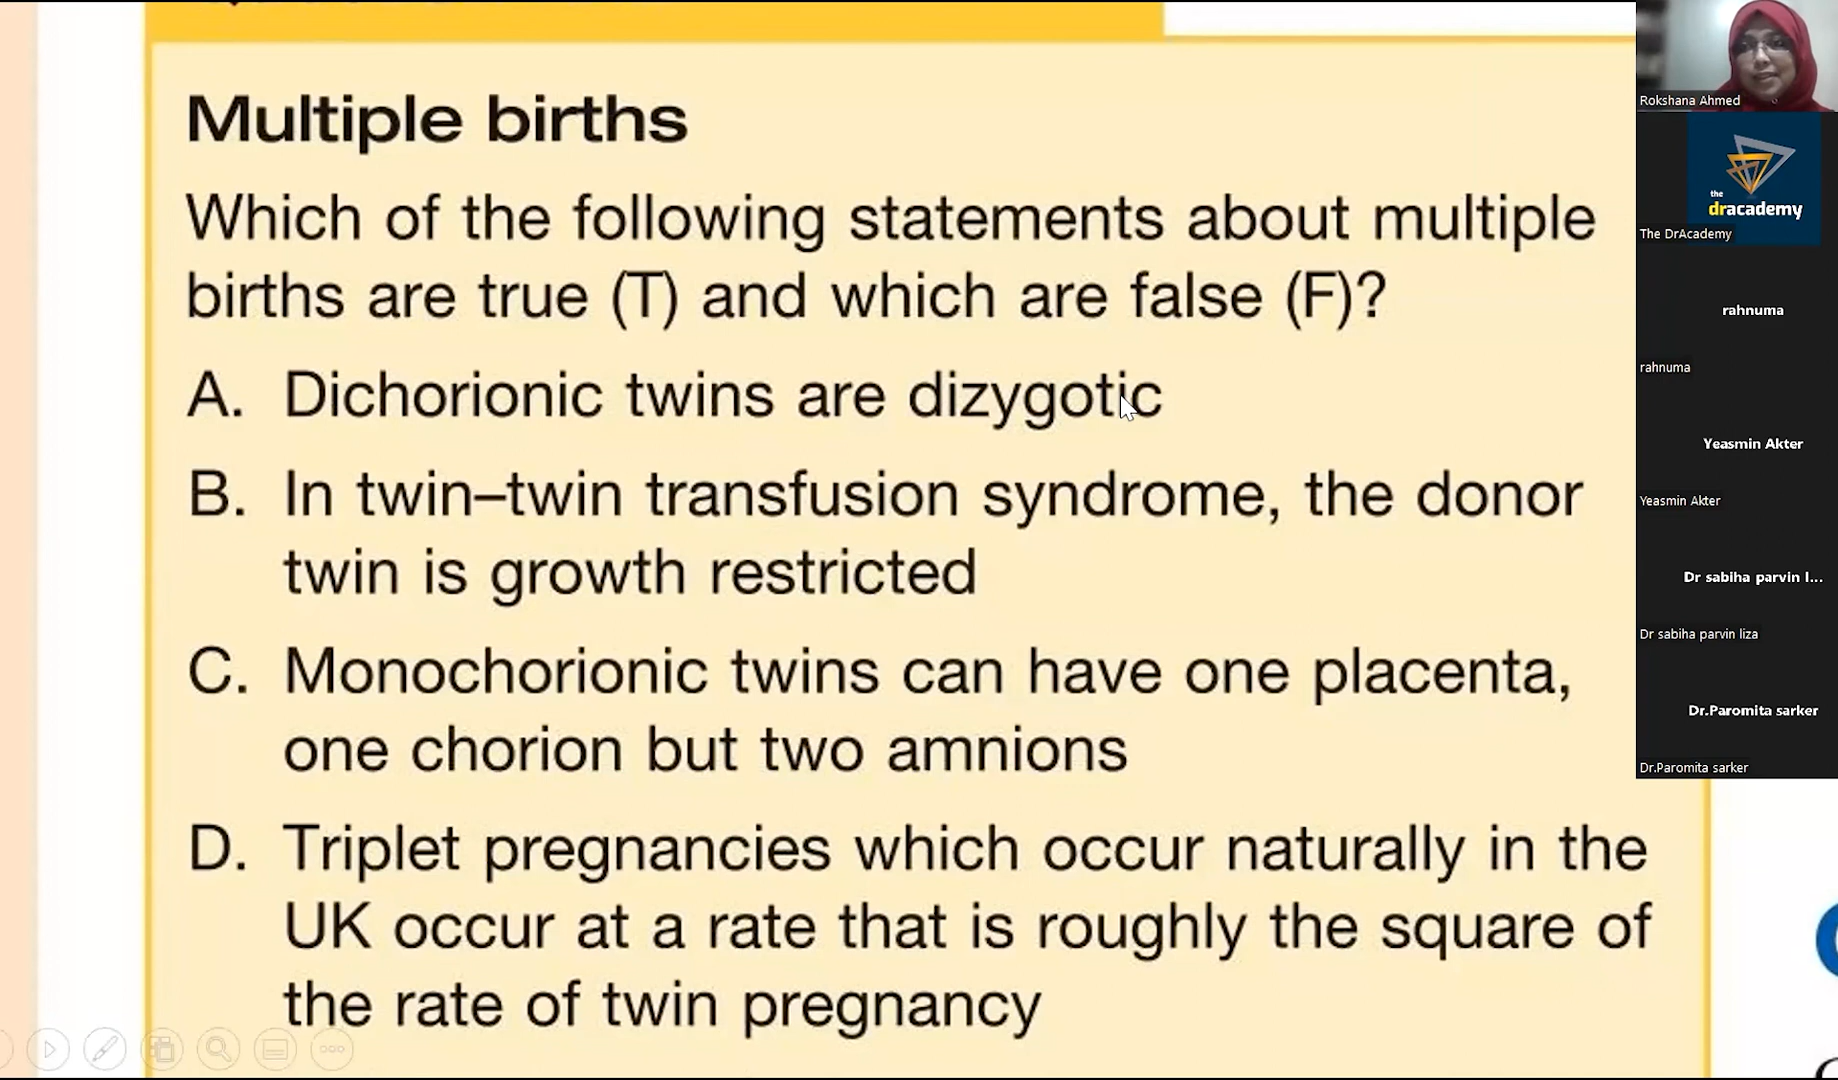 Multiple births
Which of the following statements about multiple
births are true (T) and which are false (F)?
A. Dichorionic twins are dizygotic
B. In twin–twin transfusion syndrome, the donor
twin is growth restricted
C. Monochorionic twins can have one placenta,
one chorion but two amnions
D. Triplet pregnancies which occur naturally in the
UK occur at a rate that is roughly the square of
the rate of twin pregnancy
Rokshana Ahmed
the
dracademy
The DrAcademy
rahnuma
rahnuma
Yeasmin Akter
Yeasmin Akter
Dr sabiha parvin l...
Dr sabiha parvin liza
Dr.Paromita sarker
Dr.Paromita sarker